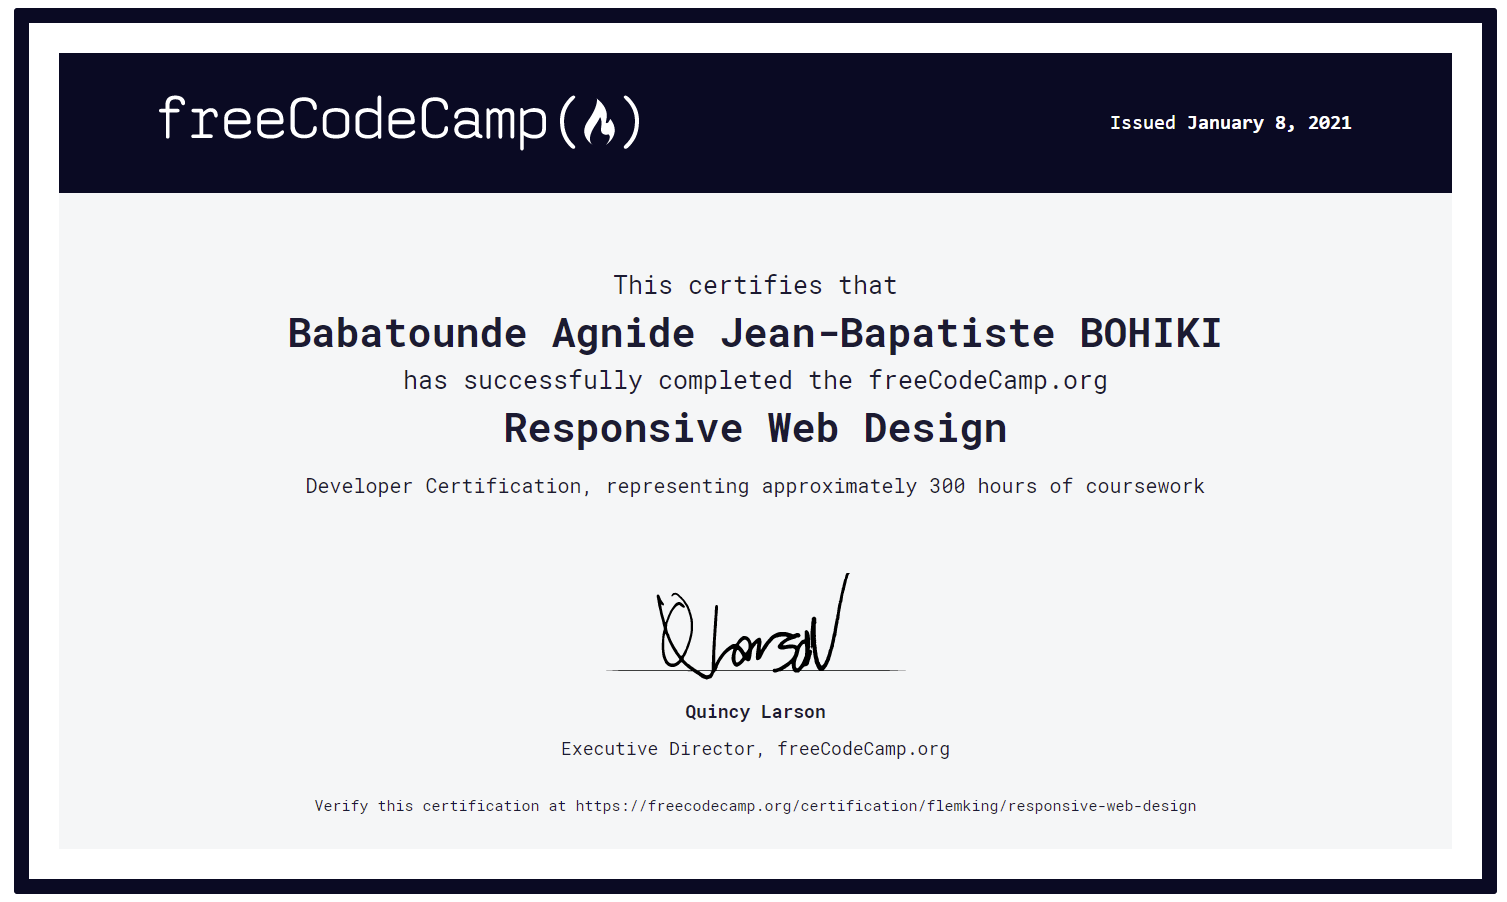 freeCodeCamp
Issued January 8, 2021
This certifies that
Babatounde Agnide Jean-Bapatiste BOHIKI
has successfully completed the freeCodeCamp.org
Responsive Web Design
Developer Certification, representing approximately 300 hours of coursework
Q Larson
Quincy Larson
Executive Director, freeCodeCamp.org
Verify this certification at https://freecodecamp.org/certification/flemking/responsive-web-design